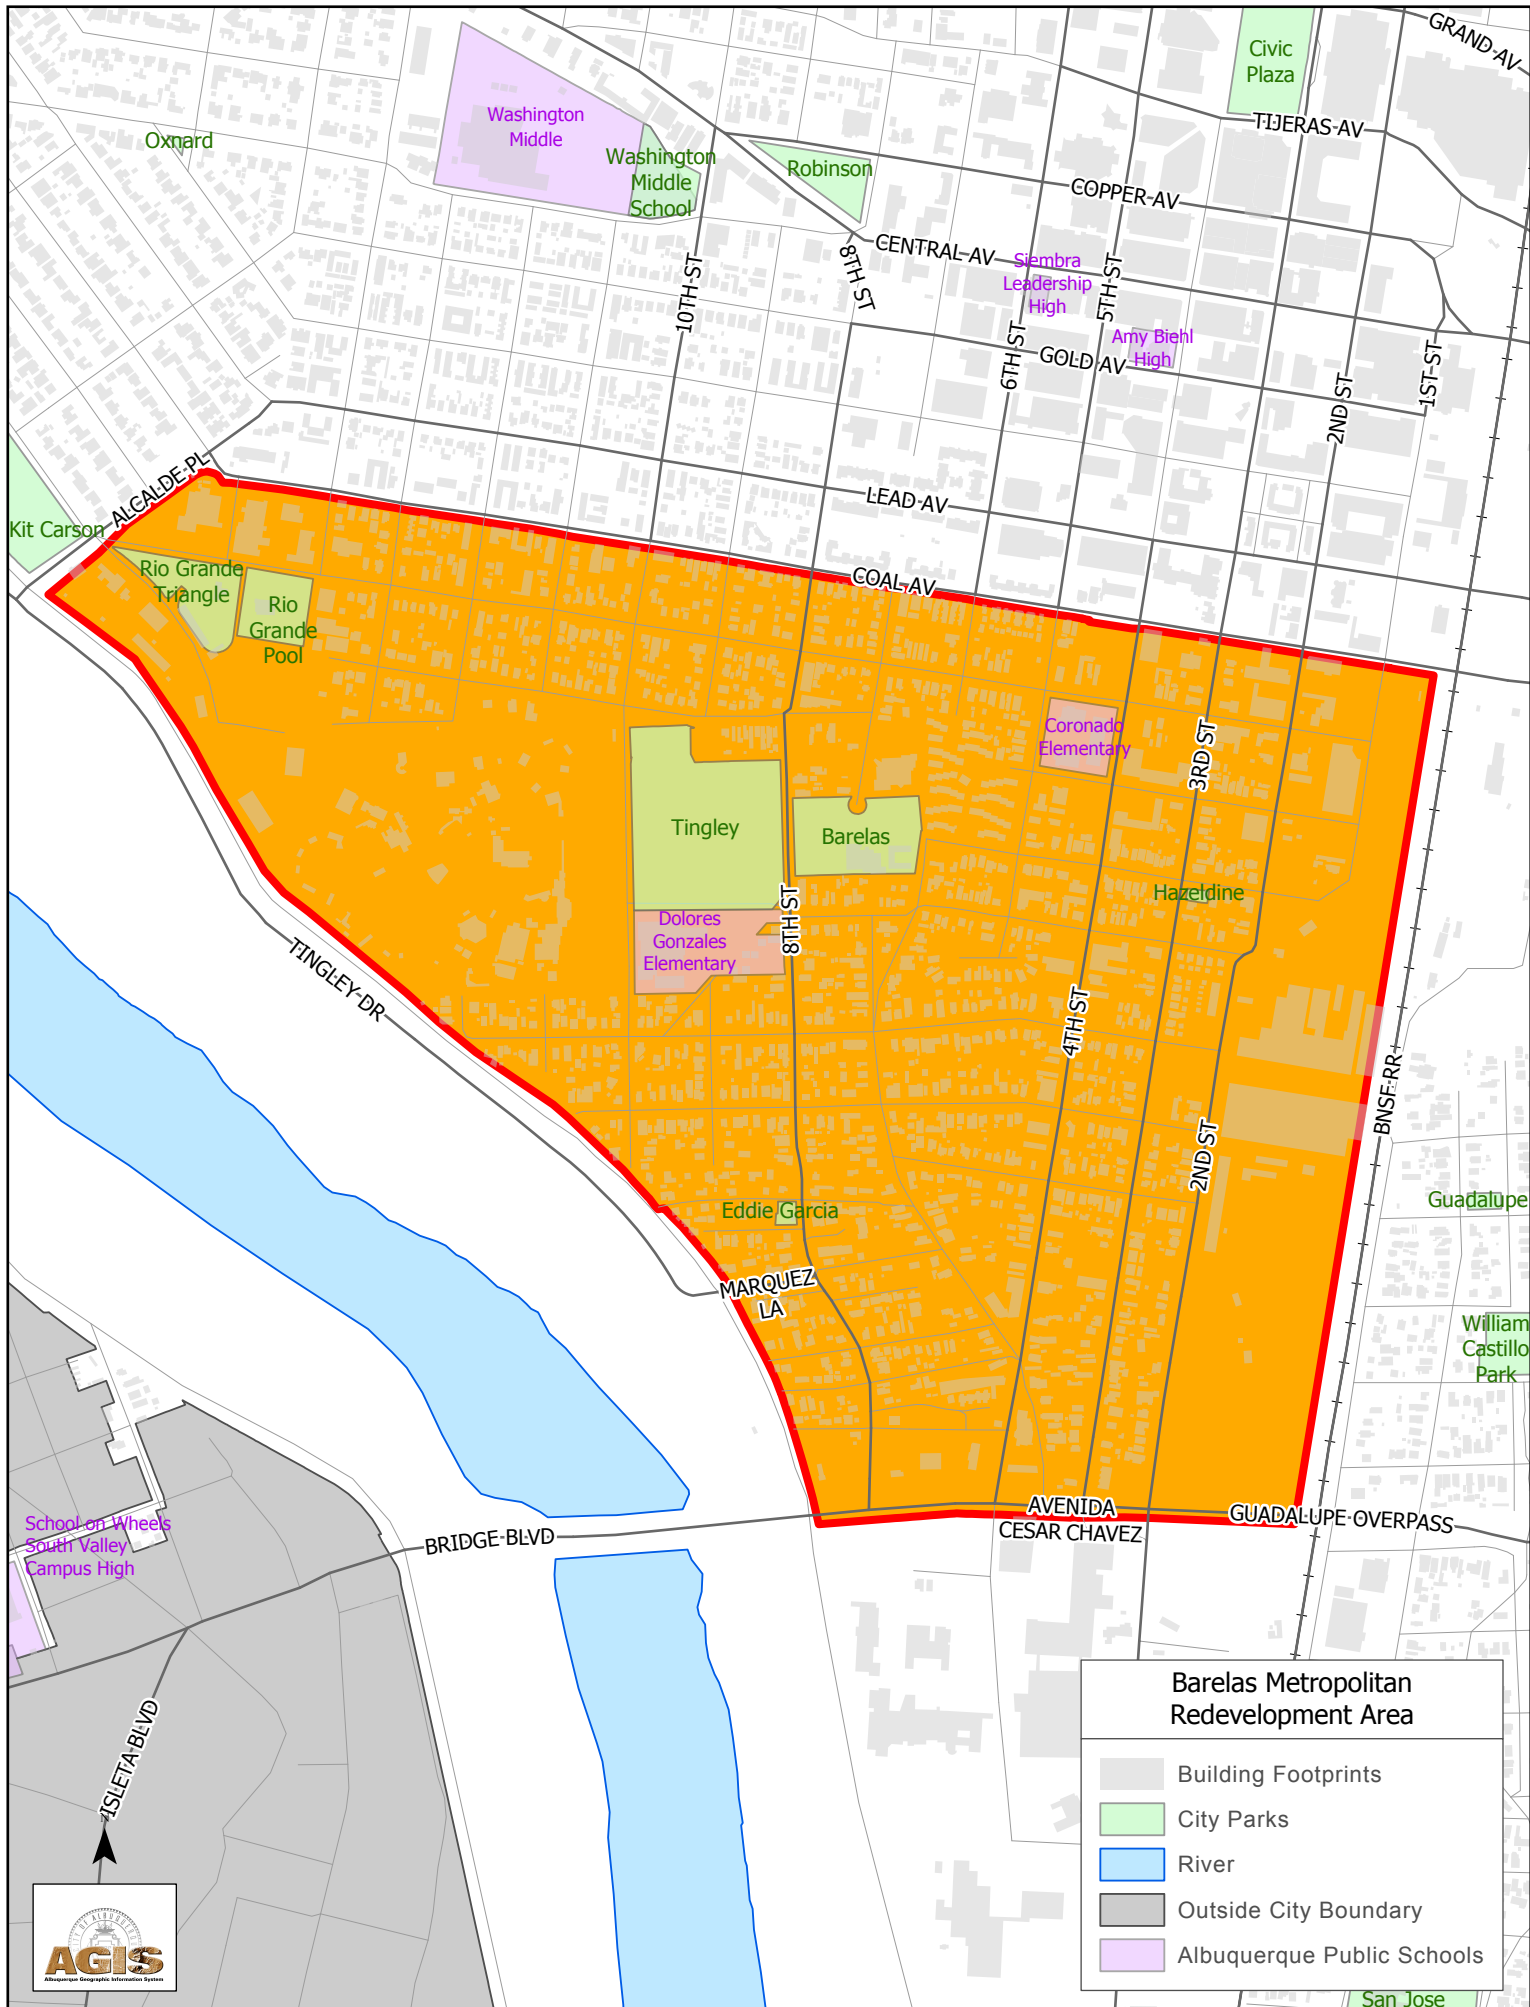 GRAND AV
Civic
Plaza
TIJERAS AV
Oxnard
Washington
Middle
Washington
Middle
School
Robinson
COPPER AV
CENTRAL AV
8TH ST
10TH ST
Siembra
Leadership
High
5TH ST
6TH ST
Amy Biehl
High
GOLD AV
1ST ST
2ND ST
ALCALDE PL
LEAD AV
Kit Carson
COAL AV
Rio Grande
Triangle
Rio
Grande
Pool
Coronado
Elementary
3RD ST
Tingley
Barelas
Hazeldine
Dolores
Gonzales
Elementary
8TH ST
TINGLEY DR
4TH ST
BNSF RR
2ND ST
Guadalupe
Eddie Garcia
MARQUEZ
LA
William
Castillo
Park
School on Wheels
South Valley
Campus High
BRIDGE BLVD
AVENIDA
CESAR CHAVEZ
GUADALUPE OVERPASS
ISLETA BLVD
Barelas Metropolitan
Redevelopment Area
Building Footprints
City Parks
River
Outside City Boundary
Albuquerque Public Schools
San Jose
AGIS
Albuquerque Geographic Information System